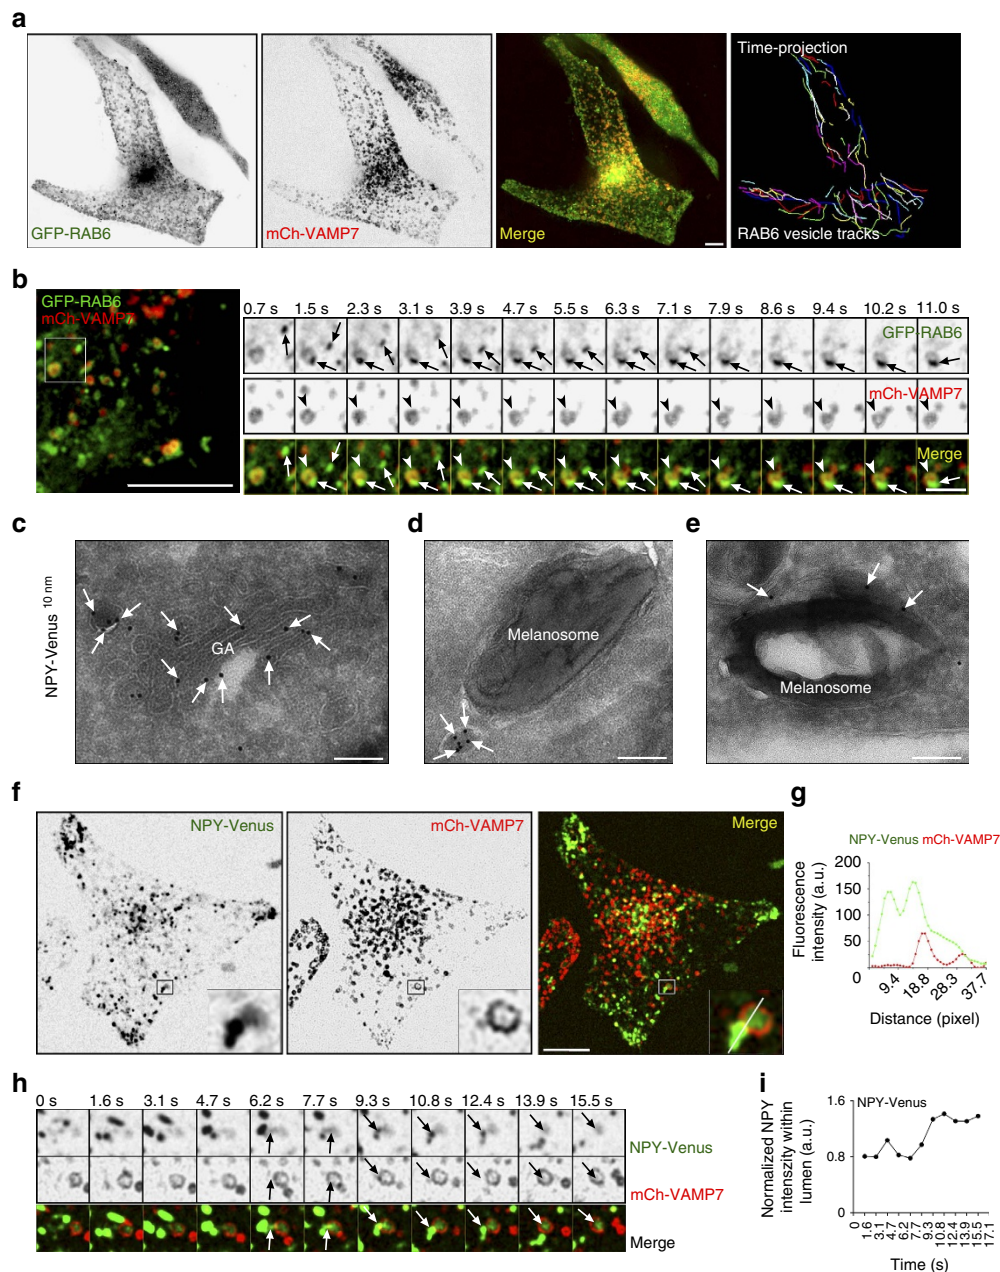 a
GFP-RAB6
mCh-VAMP7
Merge
Time-projection
RAB6 vesicle tracks
b
GFP-RAB6
mCh-VAMP7
0.7 s 1.5 s 2.3 s 3.1 s 3.9 s 4.7 s 5.5 s 6.3 s 7.1 s 7.9 s 8.6 s 9.4 s 10.2 s 11.0 s
GFP-RAB6
mCh-VAMP7
Merge
c
NPY-Venus 10 nm
GA
d
Melanosome
e
Melanosome
f
NPY-Venus
mCh-VAMP7
Merge
g
NPY-Venus mCh-VAMP7
Fluorescence
intensity (a.u.)
200
150
100
50
0
9.4 18.8 28.3 37.7
Distance (pixel)
h
0 s 1.6 s 3.1 s 4.7 s 6.2 s 7.7 s 9.3 s 10.8 s 12.4 s 13.9 s 15.5 s
NPY-Venus
mCh-VAMP7
Merge
i
Normalized NPY
intenszity within
lumen (a.u.)
NPY-Venus
1.6
0.8
0
0 1.6 3.1 4.7 6.2 7.7 9.3 10.8 12.4 13.9 15.5 17.1
Time (s)